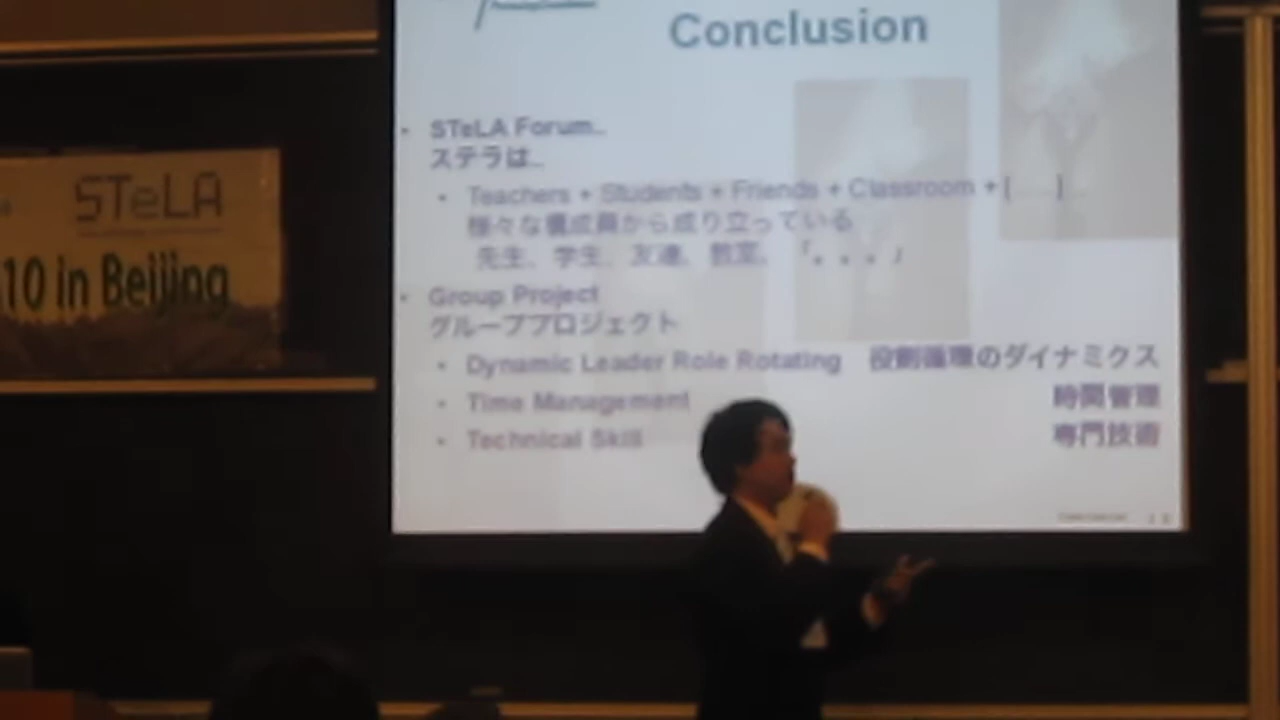 STeLA
10 in Beijing
Conclusion
• STeLA Forum..
ステラは..
• Teachers + Students + Friends + Classroom + [ ..... ]
様々な構成員から成り立っている
先生、学生、友達、教室、「。。。」
• Group Project
グループプロジェクト
• Dynamic Leader Role Rotating 役割循環のダイナミクス
• Time Management 時間管理
• Technical Skill 専門技術